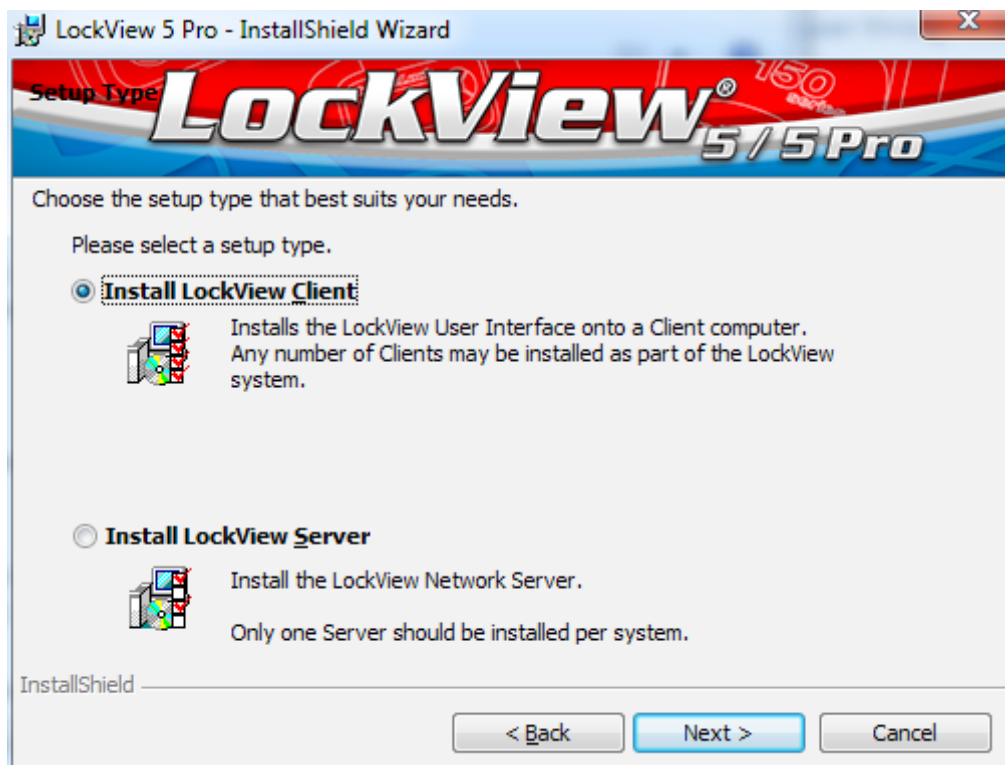 LockView 5 Pro - InstallShield Wizard
150
series
Setup Type
LockView®
5 / 5 Pro
Choose the setup type that best suits your needs.
Please select a setup type.
Install LockView Client
Installs the LockView User Interface onto a Client computer.
Any number of Clients may be installed as part of the LockView
system.
Install LockView Server
Install the LockView Network Server.
Only one Server should be installed per system.
InstallShield
< Back
Next >
Cancel